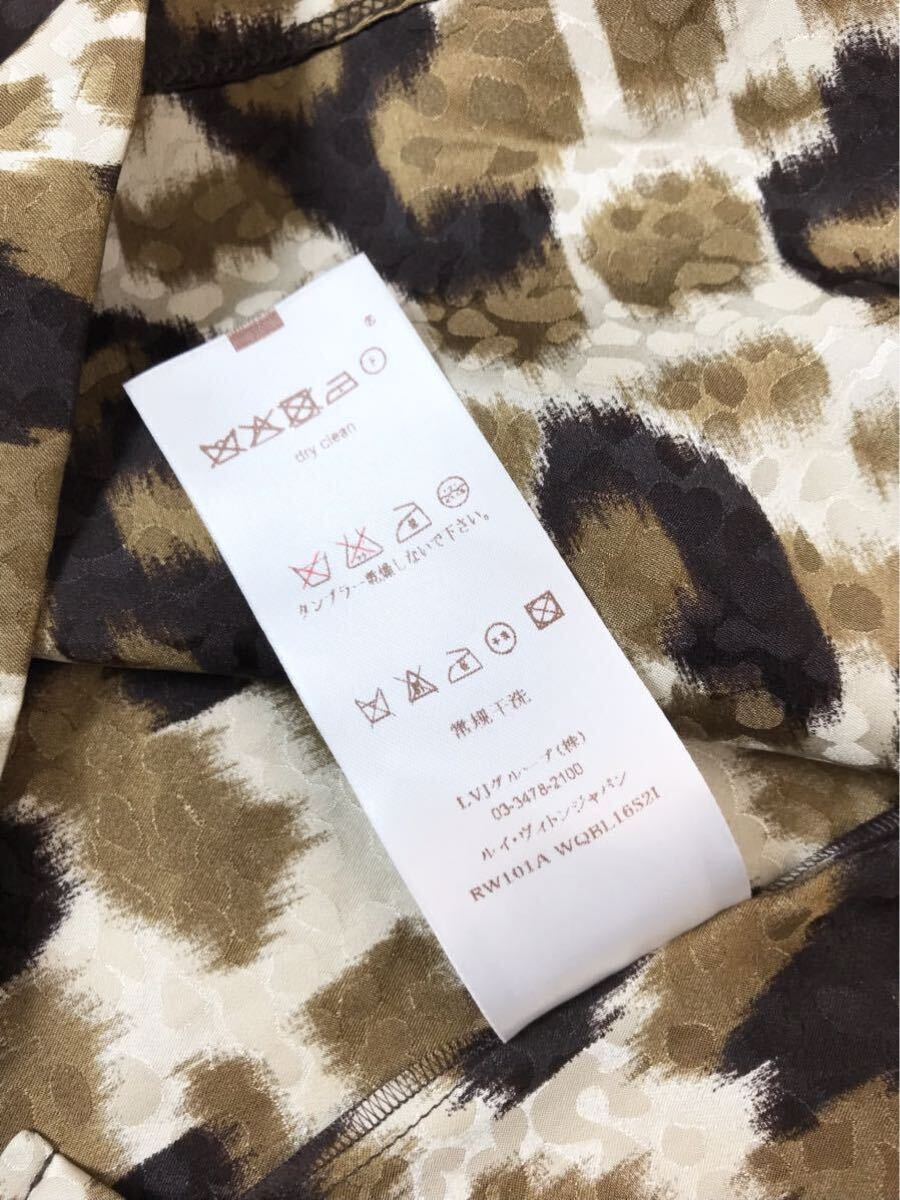 dry clean
タンブラー乾燥しないで下さい。
常规干洗
LVJグループ(株)
03-3478-2100
ルイ・ヴィトンジャパン
RW101A WQBL16S21